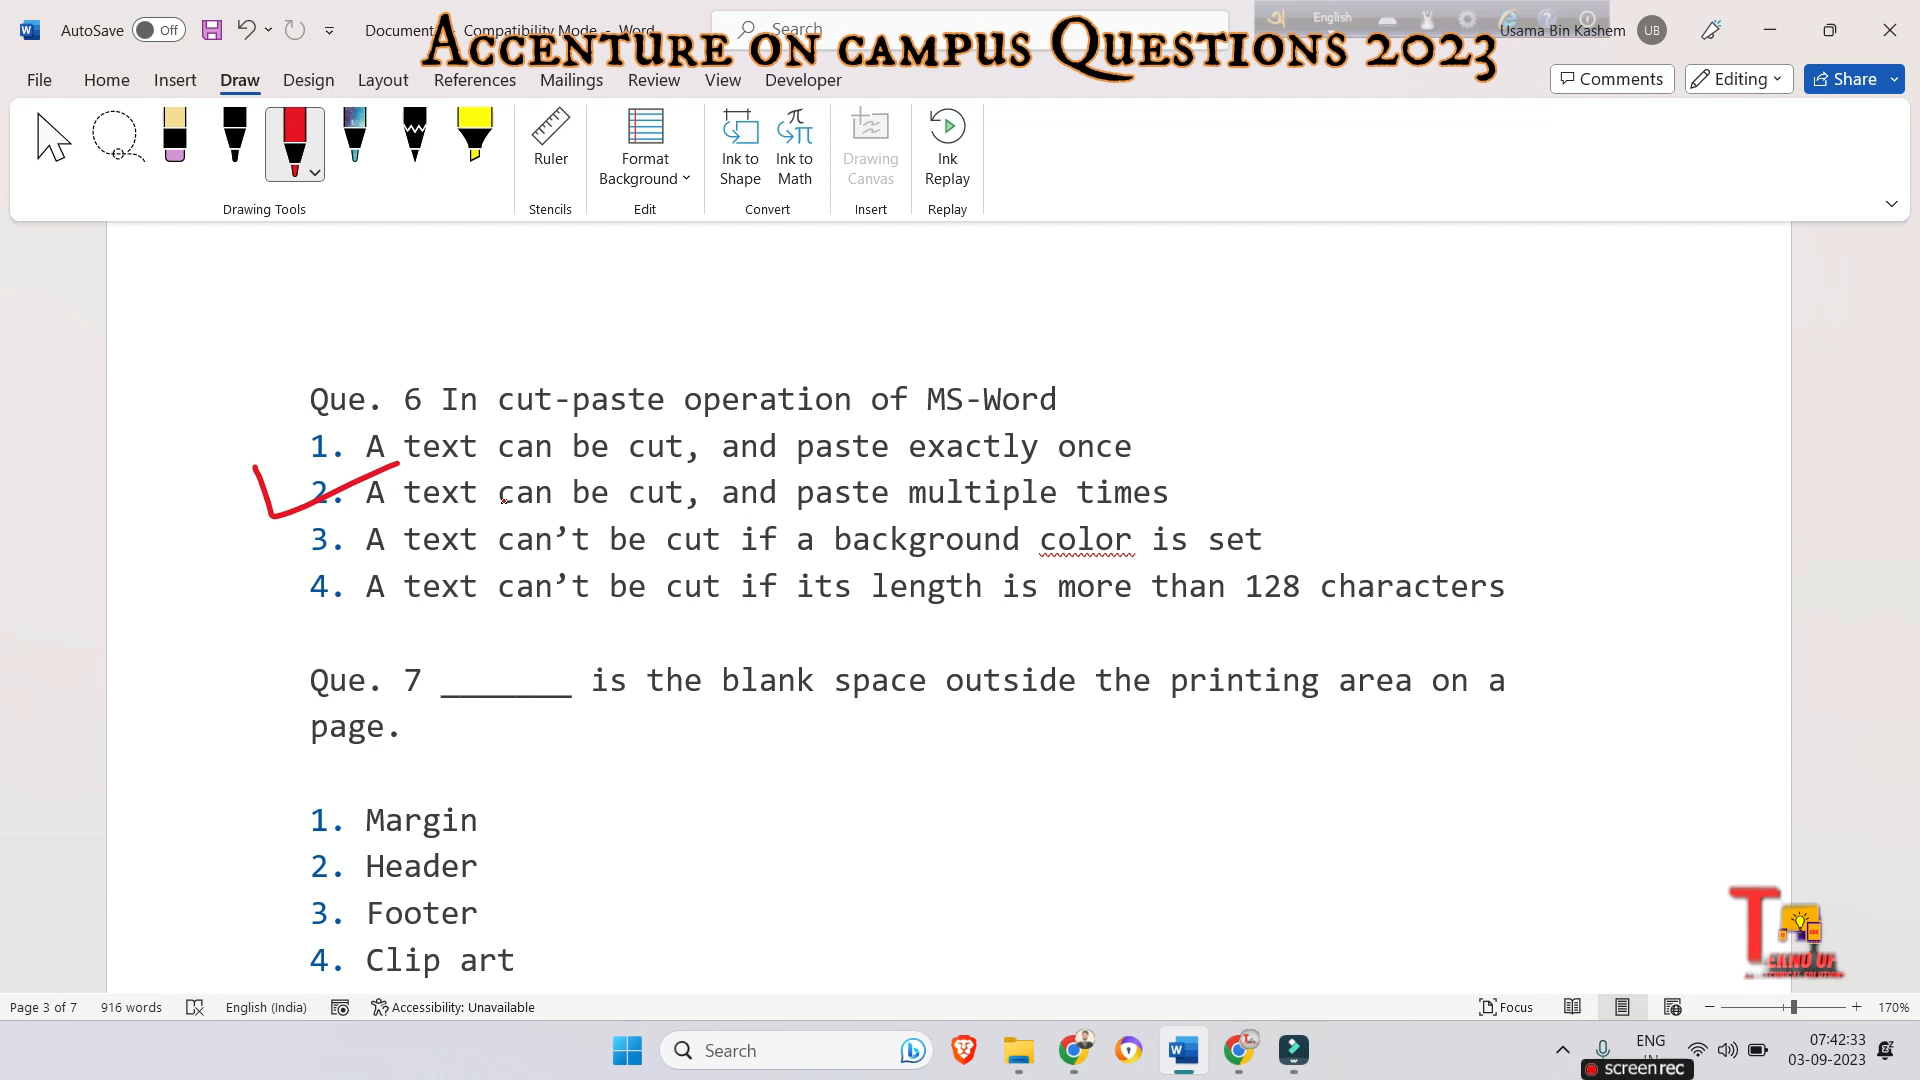 AutoSave Off Document Compatibility Mode - Word Search English Usama Bin Kashem UB
Accenture on campus Questions 2023
File Home Insert Draw Design Layout References Mailings Review View Developer Comments Editing Share
Ruler Format Background Ink to Shape Ink to Math Drawing Canvas Ink Replay
Drawing Tools Stencils Edit Convert Insert Replay
Que. 6 In cut-paste operation of MS-Word
1. A text can be cut, and paste exactly once
2. A text can be cut, and paste multiple times
3. A text can’t be cut if a background color is set
4. A text can’t be cut if its length is more than 128 characters
Que. 7 _______ is the blank space outside the printing area on a
page.
1. Margin
2. Header
3. Footer
4. Clip art
Page 3 of 7 916 words English (India) Accessibility: Unavailable Focus 170%
Search ENG 07:42:33
03-09-2023
screenrec